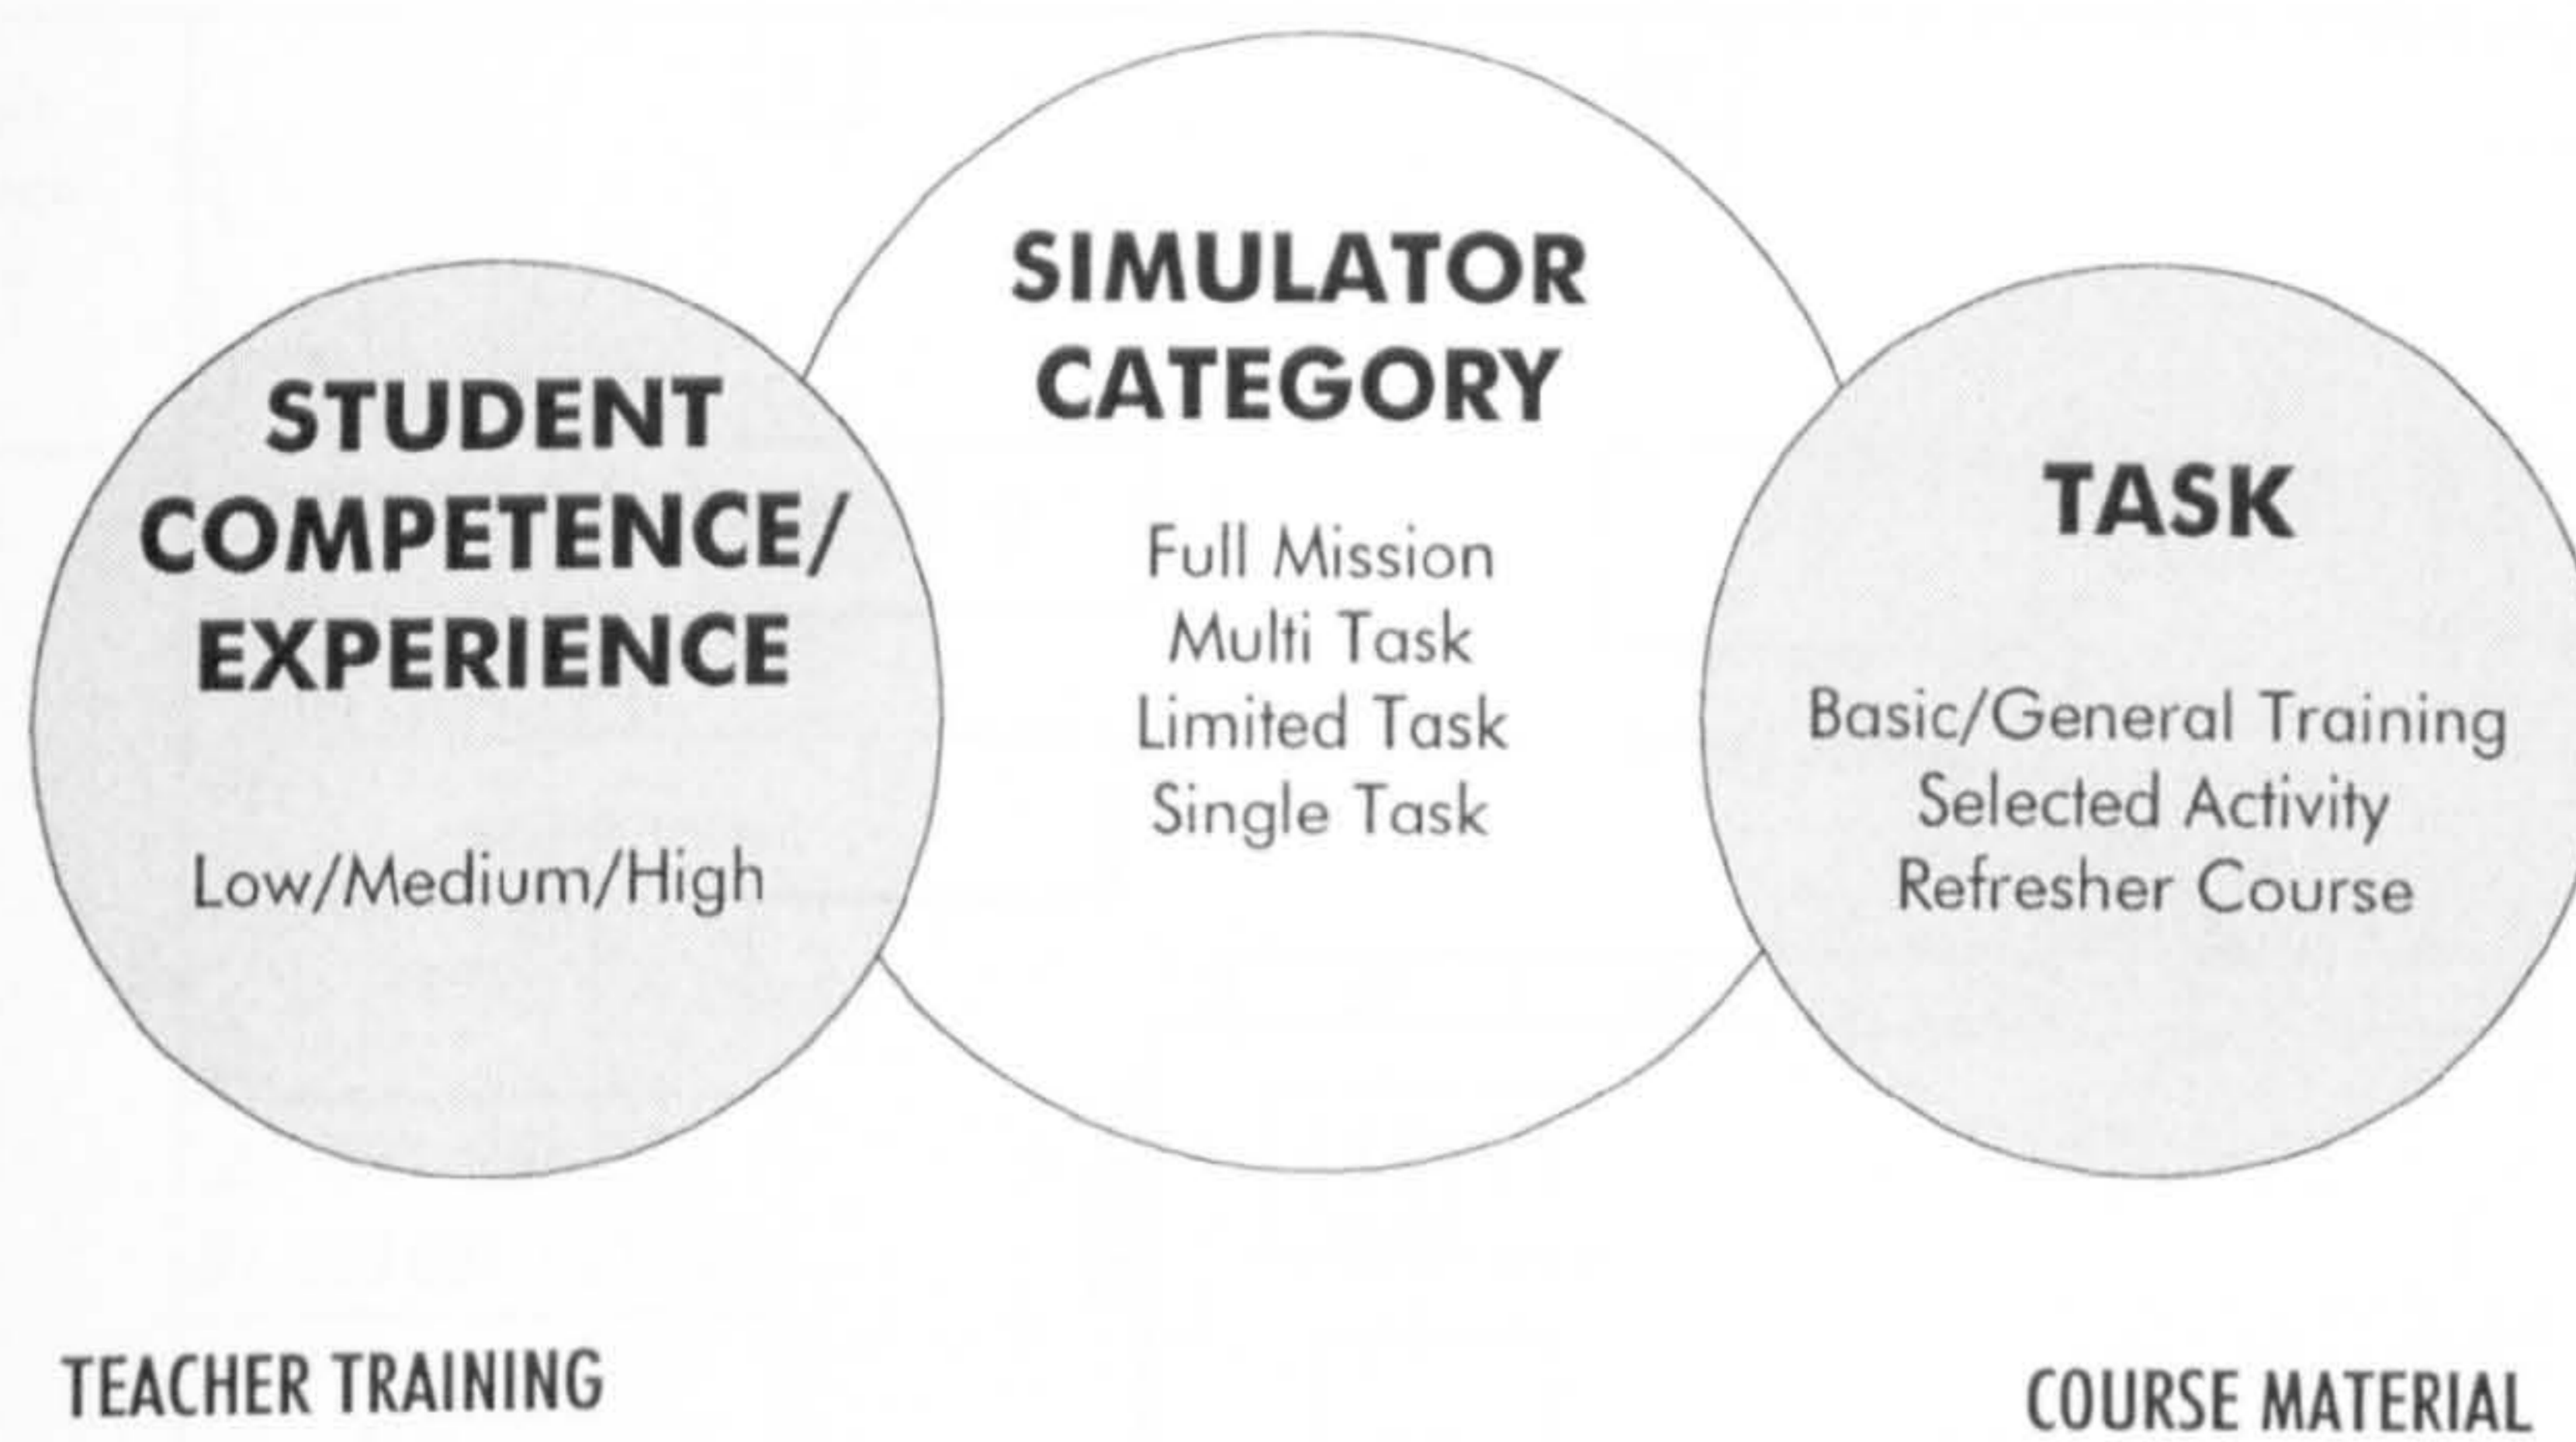 STUDENT
COMPETENCE/
EXPERIENCE
Low/Medium/High
SIMULATOR
CATEGORY
Full Mission
Multi Task
Limited Task
Single Task
TASK
Basic/General Training
Selected Activity
Refresher Course
TEACHER TRAINING
COURSE MATERIAL